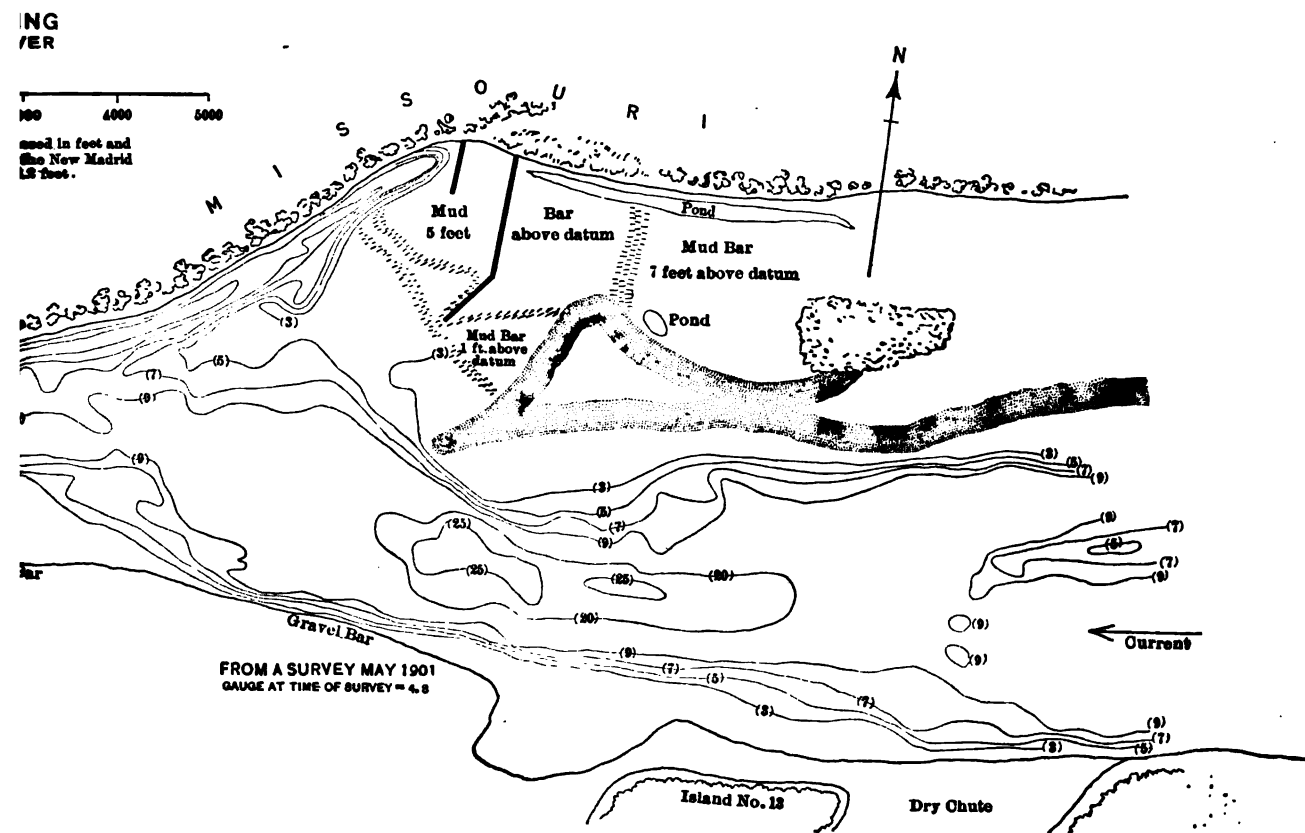 ING
VER
4000 5000
in feet and
the New Madrid
feet.
MISSOURI
N
Mud
5 feet
Bar
above datum
Pond
Mud Bar
7 feet above datum
Pond
Mud Bar
1 ft. above
datum
(3)
(3)
(5)
(7)
(9)
(9)
(3)
(5)
(7)
(9)
(3)
(5)
(7)
(9)
(25)
(25)
(25)
(20)
(20)
(7)
(7)
(9)
(9)
(9)
Current
Gravel Bar
FROM A SURVEY MAY 1901
GAUGE AT TIME OF SURVEY = 4.8
(9)
(7)
(5)
(3)
(7)
(9)
(7)
(5)
(3)
Island No. 13
Dry Chute